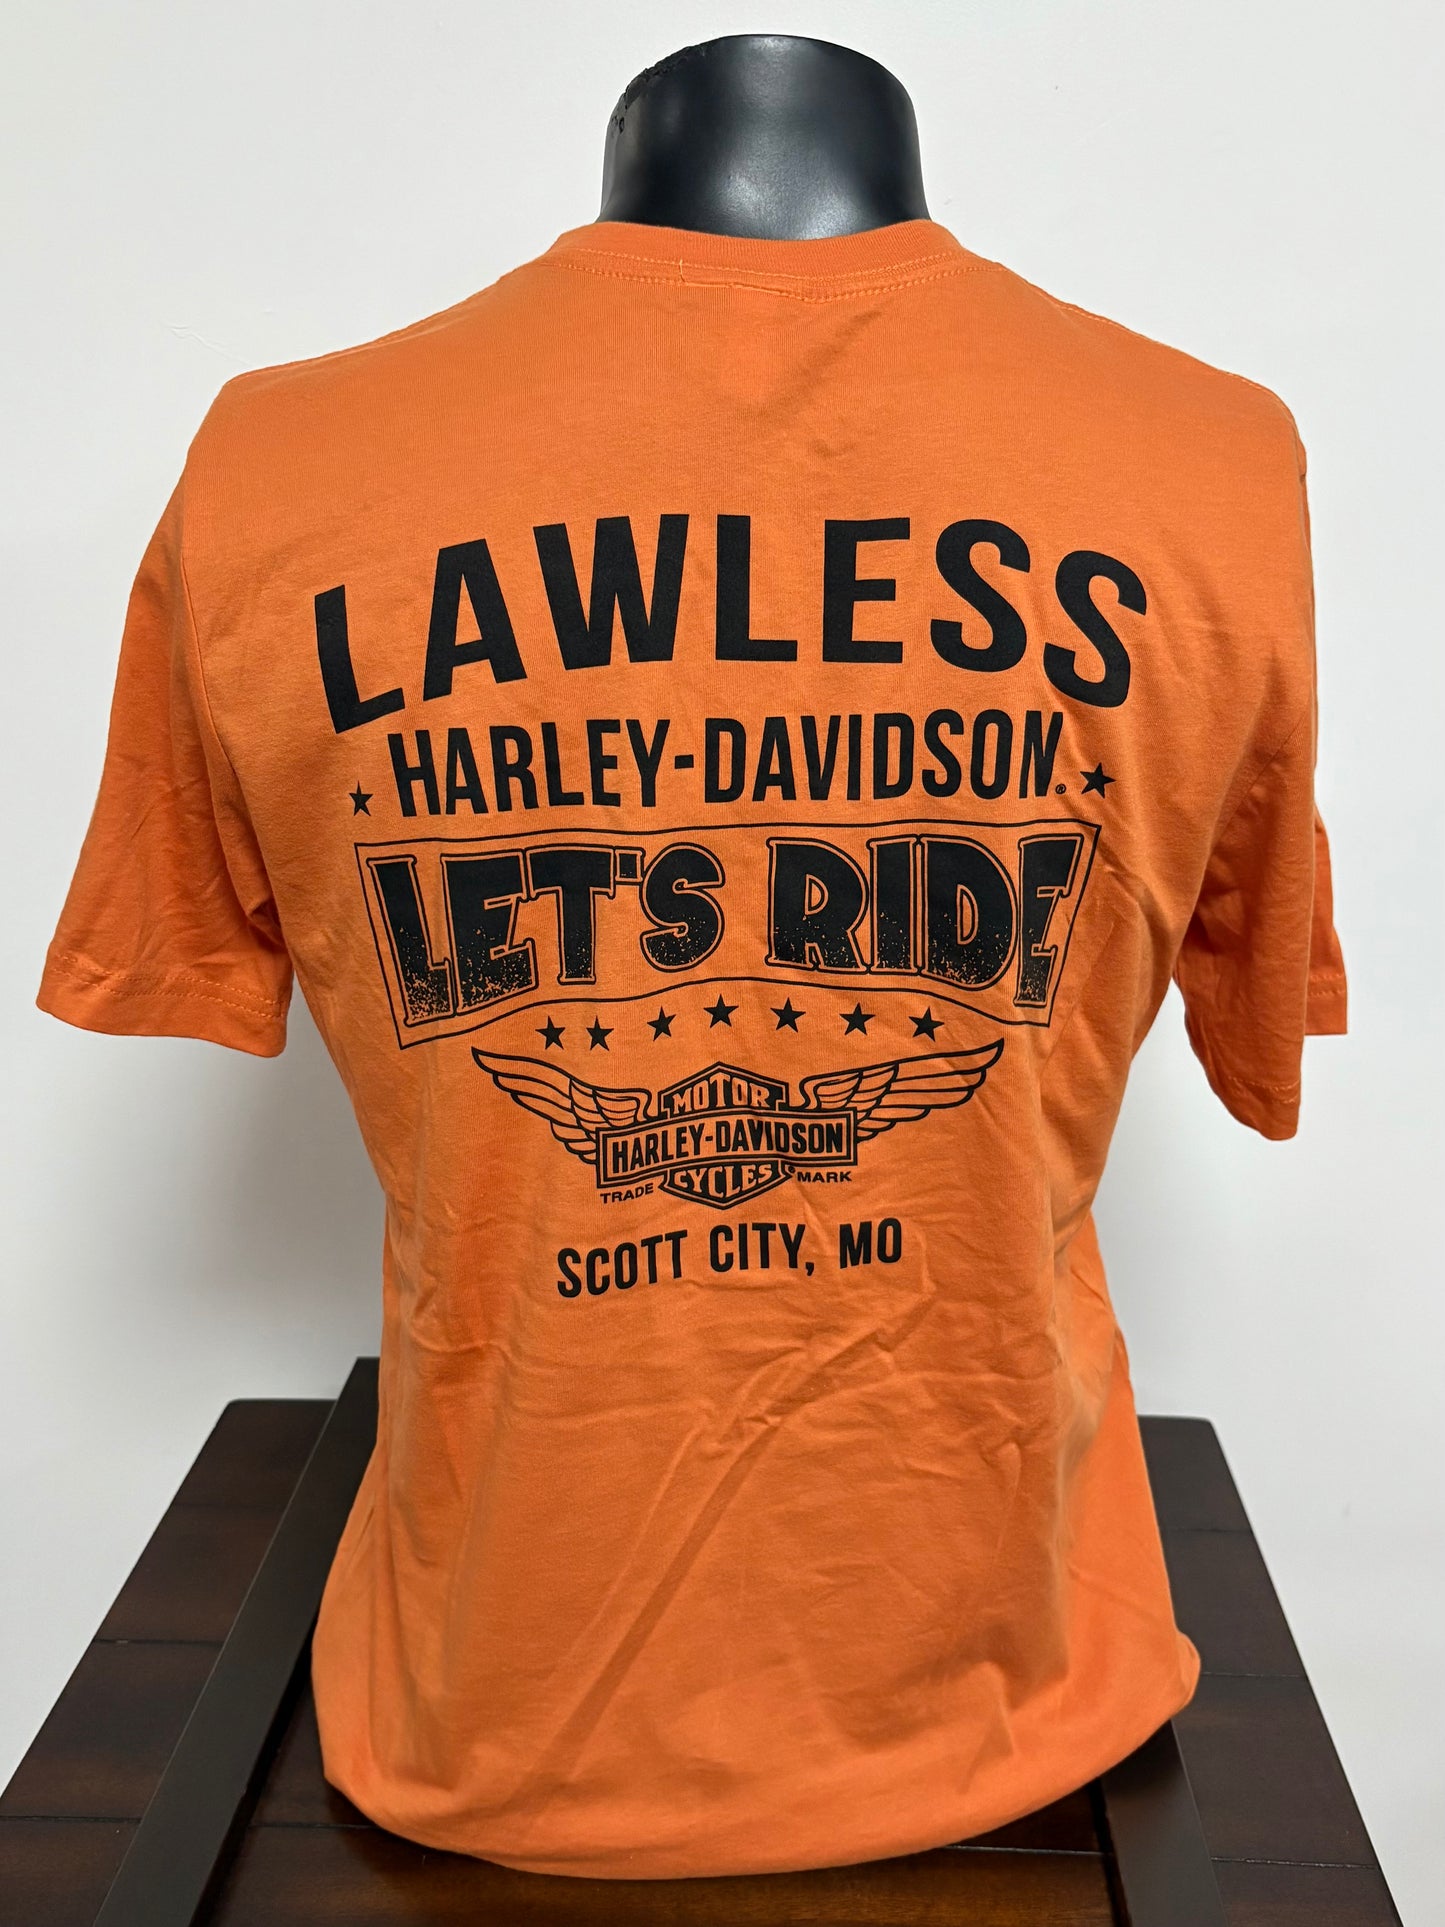 LAWLESS
HARLEY-DAVIDSON®
LET'S RIDE
MOTOR
HARLEY-DAVIDSON
CYCLES
TRADE MARK
SCOTT CITY, MO